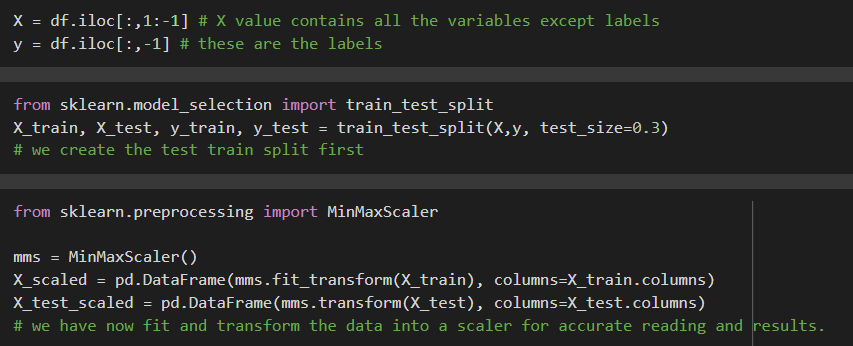 X = df.iloc[:,1:-1] # X value contains all the variables except labels
y = df.iloc[:,-1] # these are the labels
from sklearn.model_selection import train_test_split
X_train, X_test, y_train, y_test = train_test_split(X,y, test_size=0.3)
# we create the test train split first
from sklearn.preprocessing import MinMaxScaler
mms = MinMaxScaler()
X_scaled = pd.DataFrame(mms.fit_transform(X_train), columns=X_train.columns)
X_test_scaled = pd.DataFrame(mms.transform(X_test), columns=X_test.columns)
# we have now fit and transform the data into a scaler for accurate reading and results.